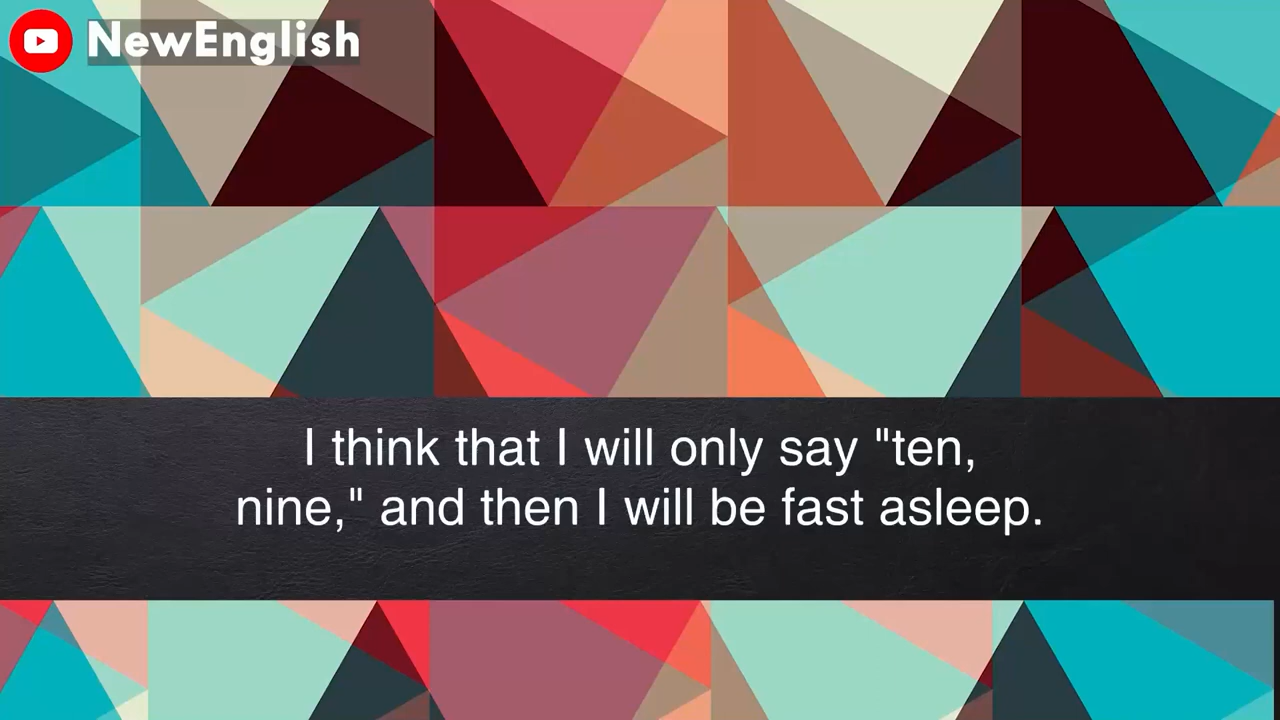 NewEnglish
I think that I will only say "ten,
nine," and then I will be fast asleep.